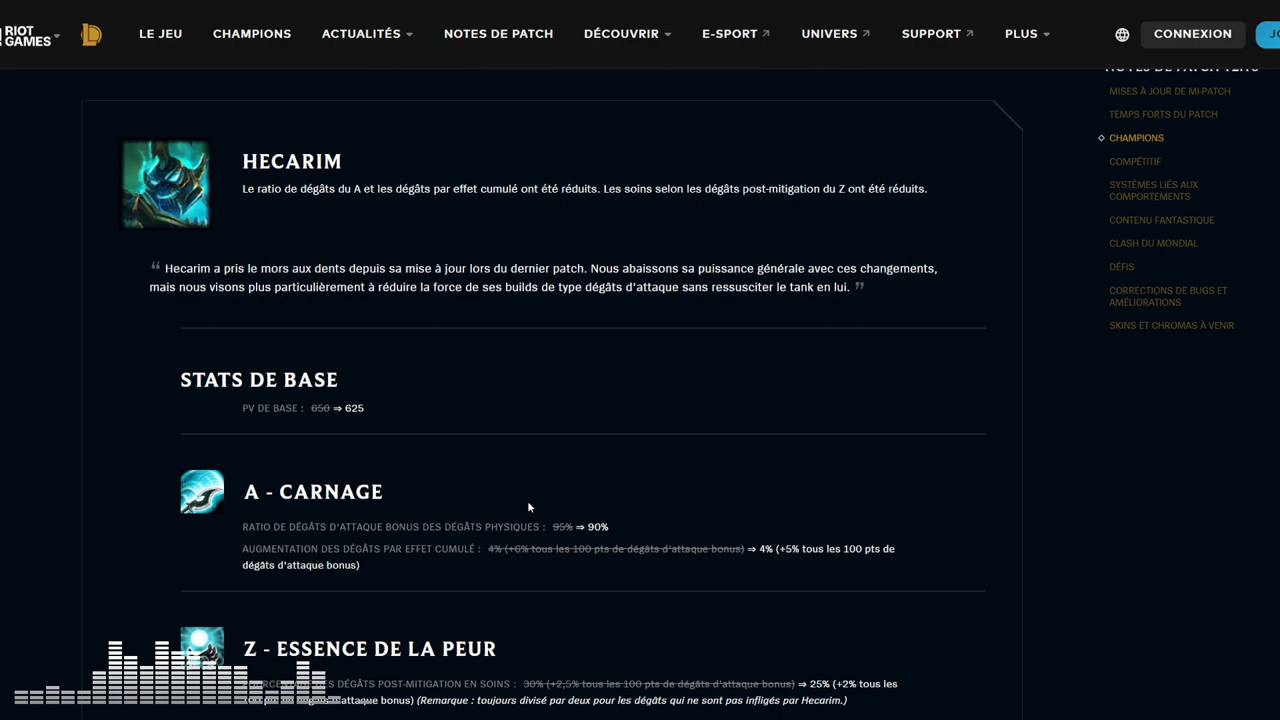 RIOT GAMES
LE JEU CHAMPIONS ACTUALITÉS NOTES DE PATCH DÉCOUVRIR E-SPORT UNIVERS SUPPORT PLUS CONNEXION
MISES À JOUR DE MI-PATCH
TEMPS FORTS DU PATCH
CHAMPIONS
COMPÉTITIF
SYSTÈMES LIÉS AUX
COMPORTEMENTS
CONTENU FANTASTIQUE
CLASH DU MONDIAL
DÉFIS
CORRECTIONS DE BUGS ET
AMÉLIORATIONS
SKINS ET CHROMAS À VENIR
HECARIM
Le ratio de dégâts du A et les dégâts par effet cumulé ont été réduits. Les soins selon les dégâts post-mitigation du Z ont été réduits.
“ Hecarim a pris le mors aux dents depuis sa mise à jour lors du dernier patch. Nous abaissons sa puissance générale avec ces changements,
mais nous visons plus particulièrement à réduire la force de ses builds de type dégâts d'attaque sans ressusciter le tank en lui. ”
STATS DE BASE
PV DE BASE : 650 ⇒ 625
A - CARNAGE
RATIO DE DÉGÂTS D'ATTAQUE BONUS DES DÉGÂTS PHYSIQUES : 95% ⇒ 90%
AUGMENTATION DES DÉGÂTS PAR EFFET CUMULÉ : 4% (+6% tous les 100 pts de dégâts d'attaque bonus) ⇒ 4% (+5% tous les 100 pts de
dégâts d'attaque bonus)
Z - ESSENCE DE LA PEUR
DES DÉGÂTS POST-MITIGATION EN SOINS : 30% (+2,5% tous les 100 pts de dégâts d'attaque bonus) ⇒ 25% (+2% tous les
bonus) (Remarque : toujours divisé par deux pour les dégâts qui ne sont pas infligés par Hecarim.)